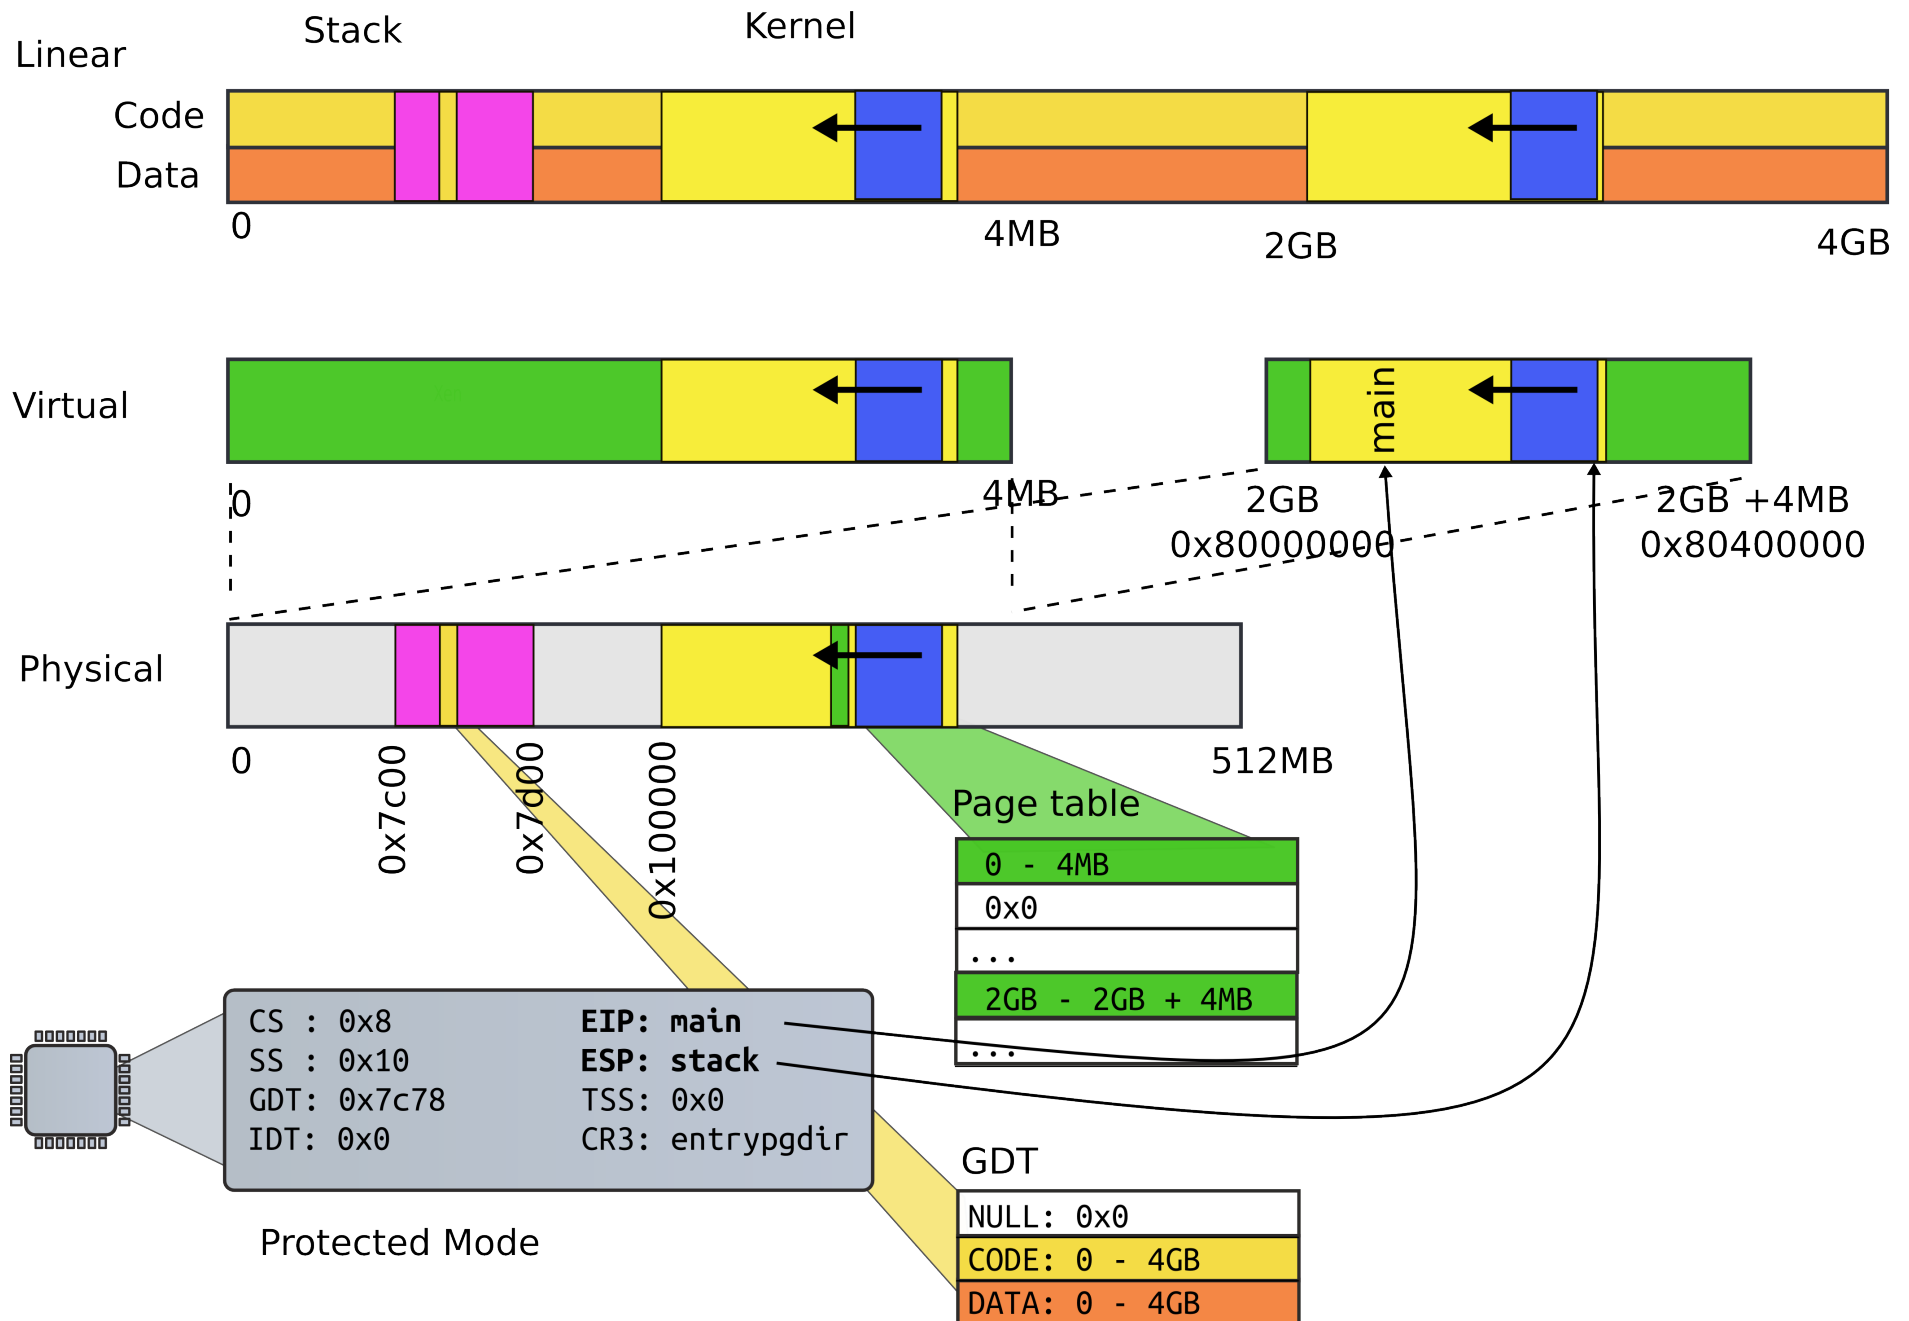 Stack
Kernel
Linear
Code
Data
0
4MB
2GB
4GB
Virtual
main
0
4MB
2GB
2GB +4MB
0x80000000
0x80400000
Physical
0
512MB
0x7c00
0x7d00
0x100000
Page table
0 - 4MB
0x0
...
2GB - 2GB + 4MB
...
CS : 0x8
EIP: main
SS : 0x10
ESP: stack
GDT: 0x7c78
TSS: 0x0
IDT: 0x0
CR3: entrypgdir
Protected Mode
GDT
NULL: 0x0
CODE: 0 - 4GB
DATA: 0 - 4GB